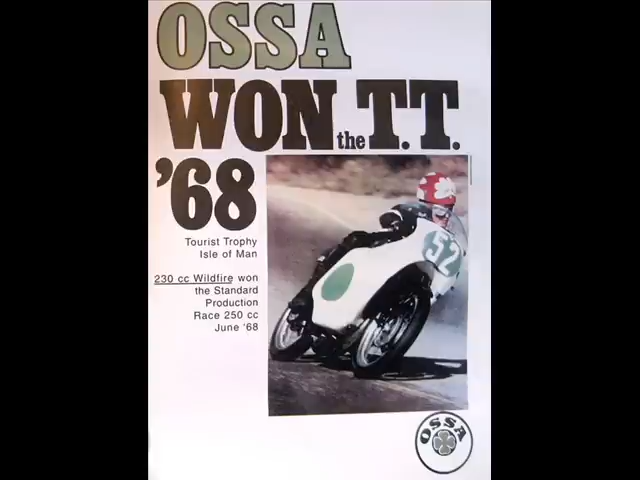 OSSA
WON the T.T.
'68
Tourist Trophy
Isle of Man
230 cc Wildfire won
the Standard
Production
Race 250 cc
June '68
52
OSSA